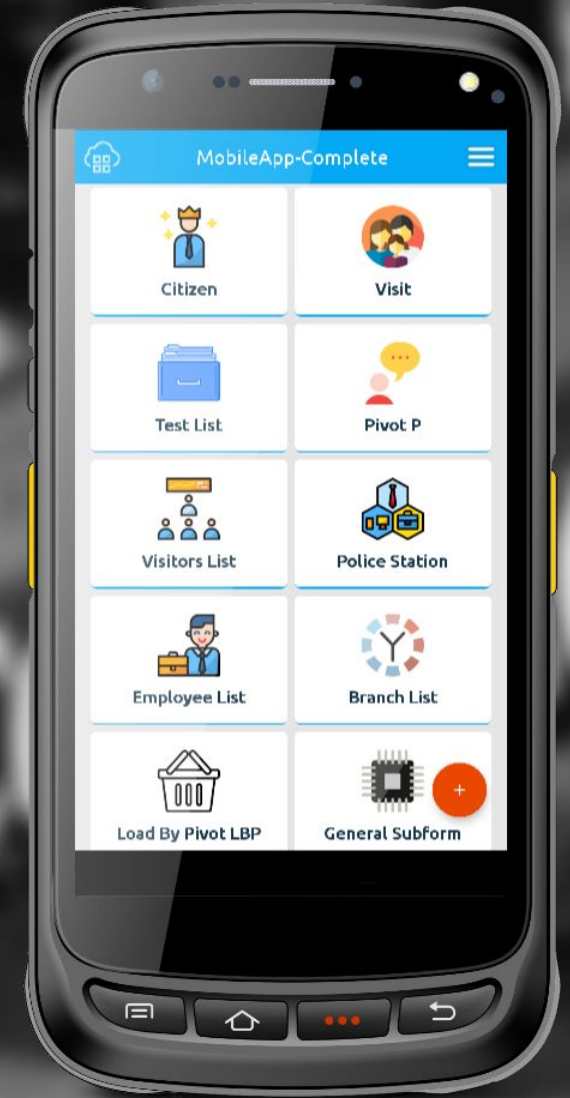 MobileApp-Complete
Citizen
Visit
Test List
Pivot P
Visitors List
Police Station
Employee List
Branch List
Load By Pivot LBP
General Subform
+